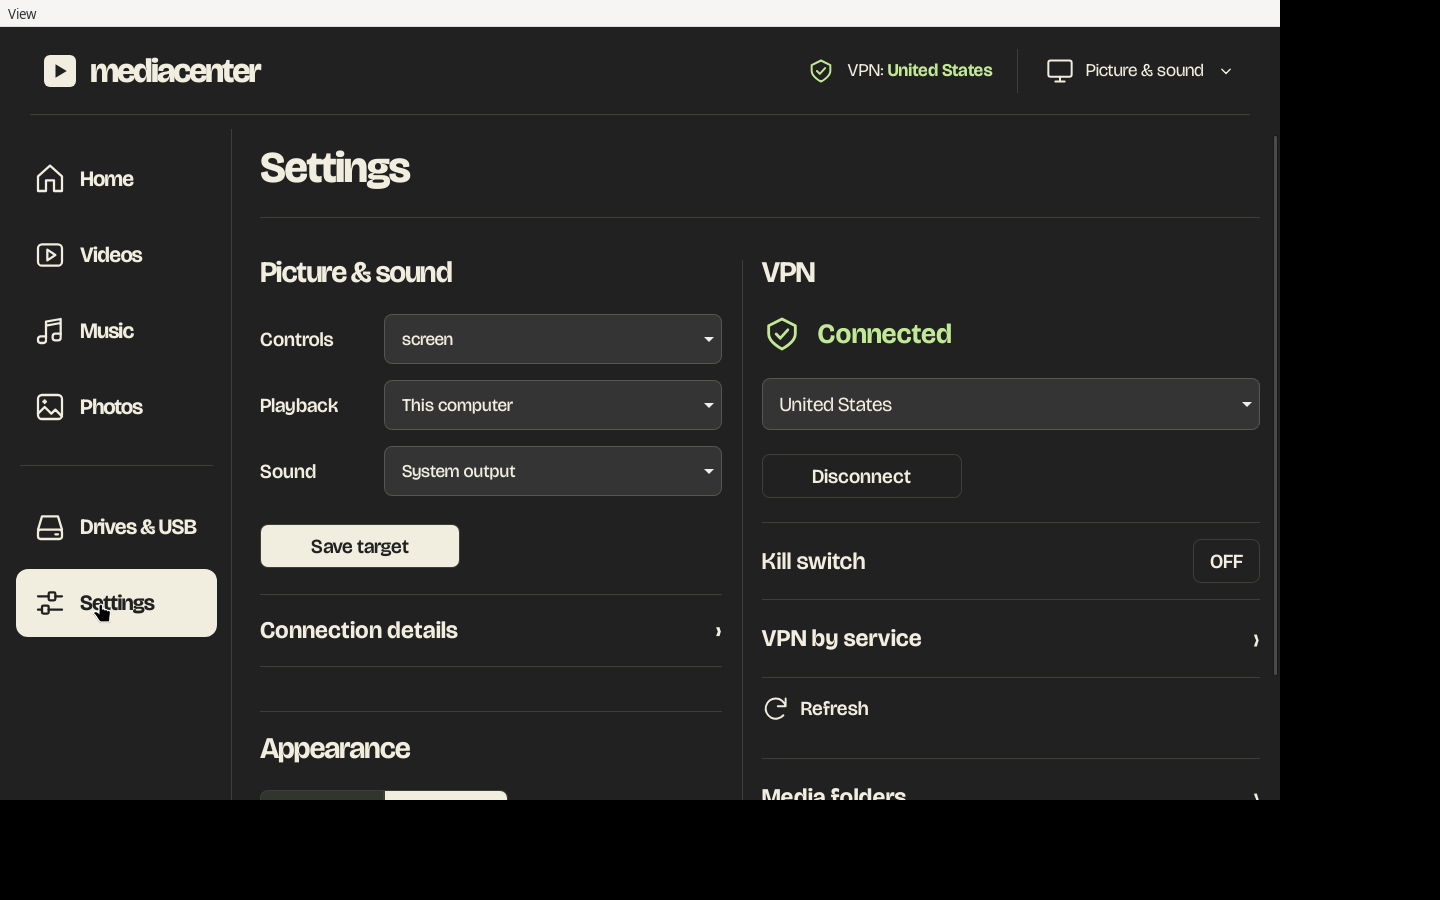 View
mediacenter
VPN: United States
Picture & sound
Home
Videos
Music
Photos
Drives & USB
Settings
Settings
Picture & sound
Controls
screen
Playback
This computer
Sound
System output
Save target
Connection details
Appearance
VPN
Connected
United States
Disconnect
Kill switch
OFF
VPN by service
Refresh
Media folders